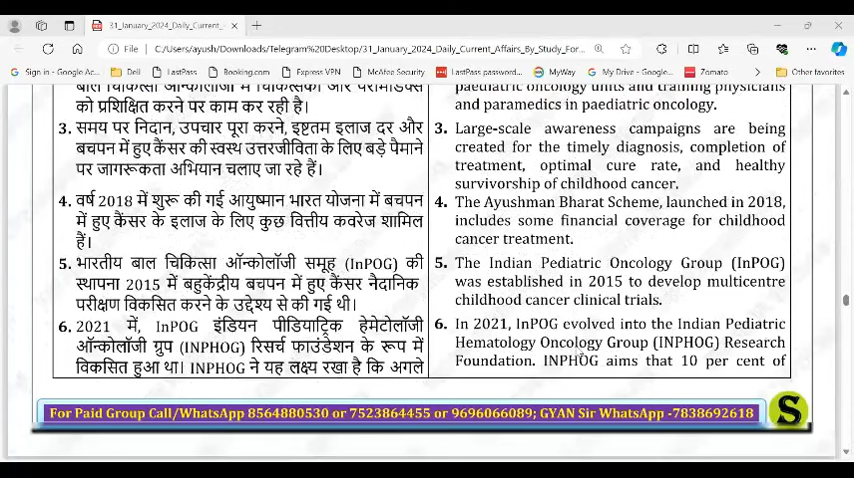 31_January_2024_Daily_Current_
File
C:/Users/ayush/Downloads/Telegram%20Desktop/31_January_2024_Daily_Current_Affairs_By_Study_For...
Sign in - Google Ac...
Dell
LastPass
Booking.com
Express VPN
McAfee Security
LastPass password...
MyWay
My Drive - Google...
Zomato
Other favorites
को प्रशिक्षित करने पर काम कर रही है।
3. समय पर निदान, उपचार पूरा करने, इष्टतम इलाज दर और
बचपन में हुए कैंसर की स्वस्थ उत्तरजीविता के लिए बड़े पैमाने
पर जागरूकता अभियान चलाए जा रहे हैं।
4. वर्ष 2018 में शुरू की गई आयुष्मान भारत योजना में बचपन
में हुए कैंसर के इलाज के लिए कुछ वित्तीय कवरेज शामिल
हैं।
5. भारतीय बाल चिकित्सा ऑन्कोलॉजी समूह (InPOG) की
स्थापना 2015 में बहुकेंद्रीय बचपन में हुए कैंसर नैदानिक
परीक्षण विकसित करने के उद्देश्य से की गई थी।
6. 2021 में, InPOG इंडियन पीडियाट्रिक हेमेटोलॉजी
ऑन्कोलॉजी ग्रुप (INPHOG) रिसर्च फाउंडेशन के रूप में
विकसित हुआ था। INPHOG ने यह लक्ष्य रखा है कि अगले
paediatric oncology units and training physicians
and paramedics in paediatric oncology.
3. Large-scale awareness campaigns are being
created for the timely diagnosis, completion of
treatment, optimal cure rate, and healthy
survivorship of childhood cancer.
4. The Ayushman Bharat Scheme, launched in 2018,
includes some financial coverage for childhood
cancer treatment.
5. The Indian Pediatric Oncology Group (InPOG)
was established in 2015 to develop multicentre
childhood cancer clinical trials.
6. In 2021, InPOG evolved into the Indian Pediatric
Hematology Oncology Group (INPHOG) Research
Foundation. INPHOG aims that 10 per cent of
For Paid Group Call/WhatsApp 8564880530 or 7523864455 or 9696066089; GYAN Sir WhatsApp -7838692618
S